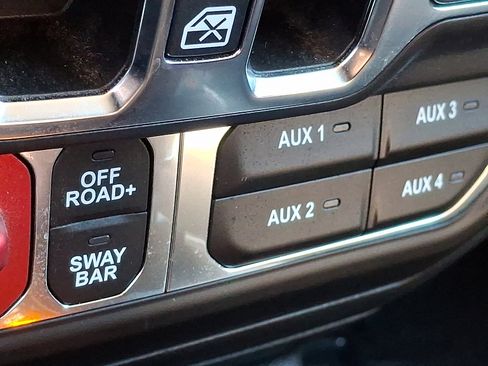 OFF
ROAD+
SWAY
BAR
AUX 1
AUX 2
AUX 3
AUX 4